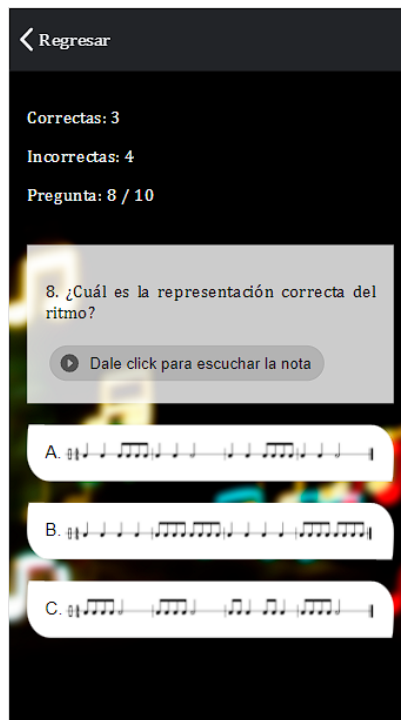 Regresar
Correctas: 3
Incorrectas: 4
Pregunta: 8 / 10
8. ¿Cuál es la representación correcta del
ritmo?
Dale click para escuchar la nota
A.
B.
C.